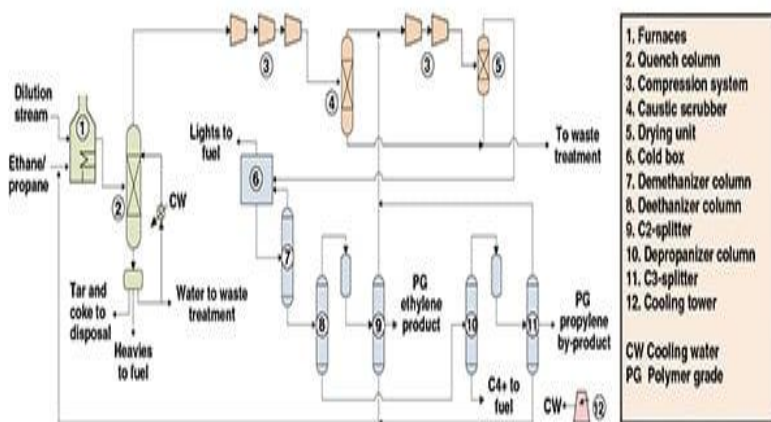 Dilution
stream
Ethane/
propane
1
2
CW
Tar and
coke to
disposal
Water to waste
treatment
Heavies
to fuel
3
4
3
5
To waste
treatment
Lights to
fuel
6
7
8
9
PG
ethylene
product
10
C4+ to
fuel
11
PG
propylene
by-product
CW
12
1. Furnaces
2. Quench column
3. Compression system
4. Caustic scrubber
5. Drying unit
6. Cold box
7. Demethanizer column
8. Deethanizer column
9. C2-splitter
10. Depropanizer column
11. C3-splitter
12. Cooling tower
CW Cooling water
PG Polymer grade